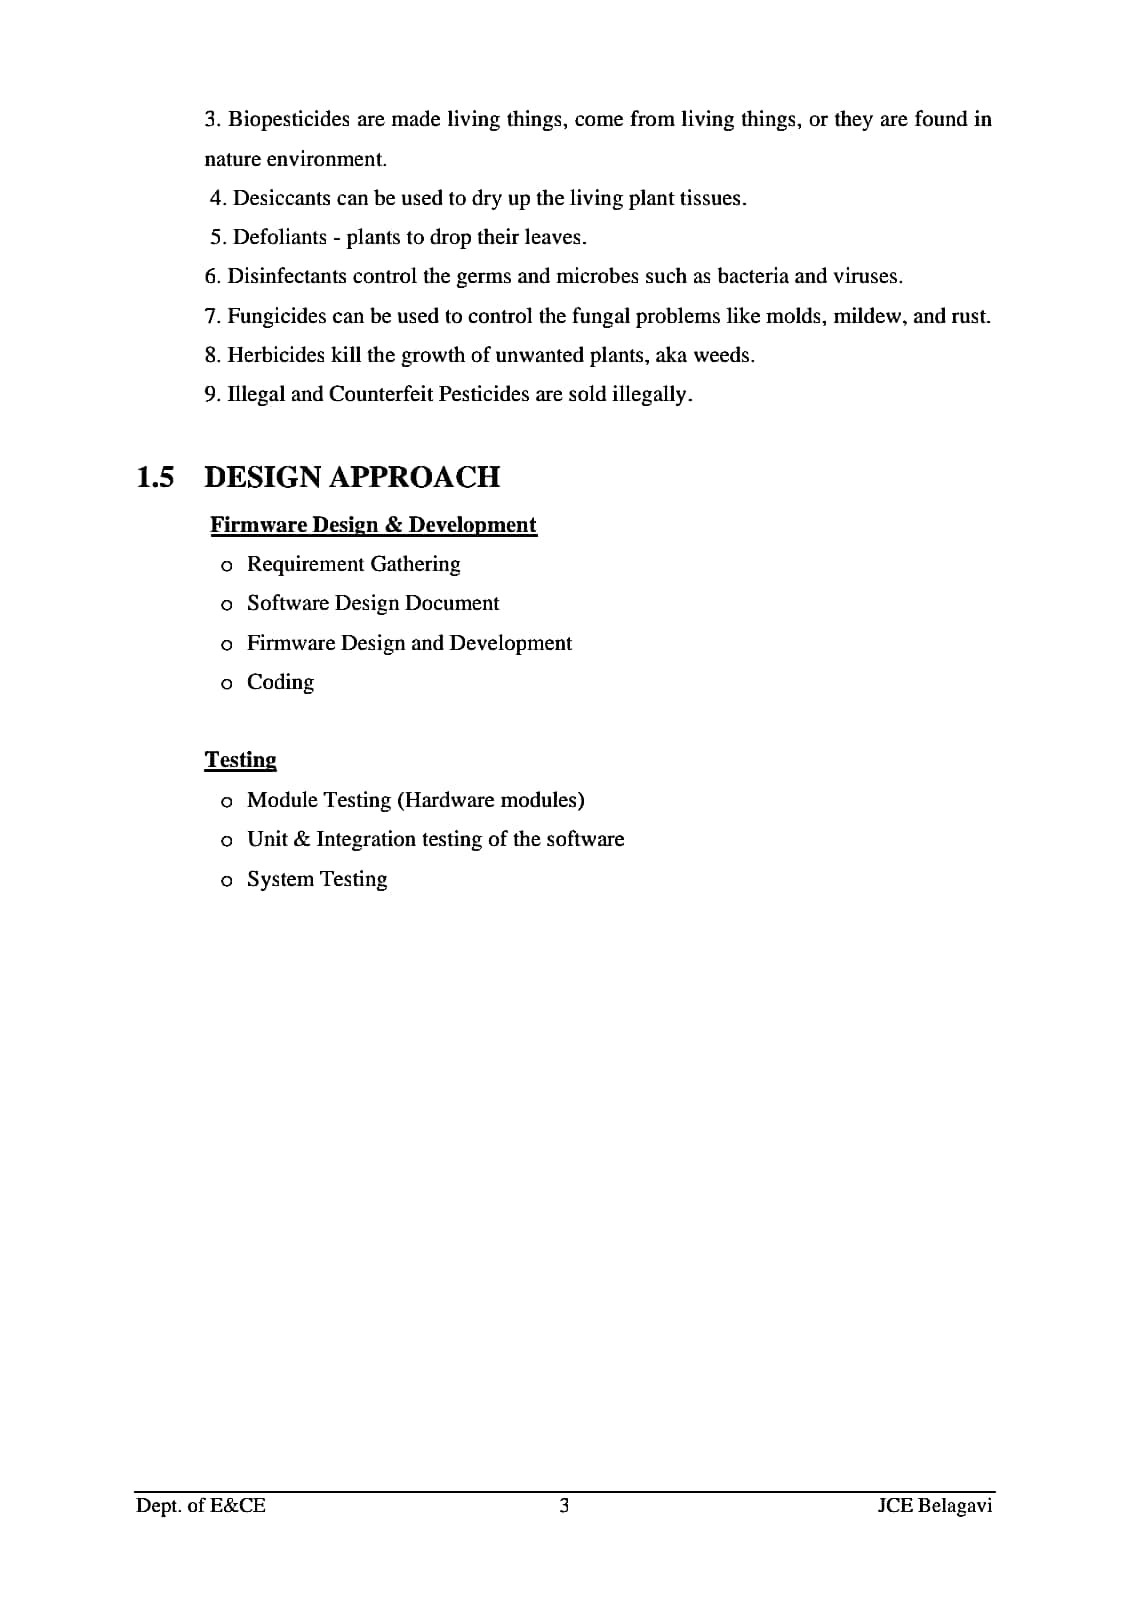 3. Biopesticides are made living things, come from living things, or they are found in
nature environment.
4. Desiccants can be used to dry up the living plant tissues.
5. Defoliants - plants to drop their leaves.
6. Disinfectants control the germs and microbes such as bacteria and viruses.
7. Fungicides can be used to control the fungal problems like molds, mildew, and rust.
8. Herbicides kill the growth of unwanted plants, aka weeds.
9. Illegal and Counterfeit Pesticides are sold illegally.
1.5 DESIGN APPROACH
Firmware Design & Development
o Requirement Gathering
o Software Design Document
o Firmware Design and Development
o Coding
Testing
o Module Testing (Hardware modules)
o Unit & Integration testing of the software
o System Testing
Dept. of E&CE 3 JCE Belagavi